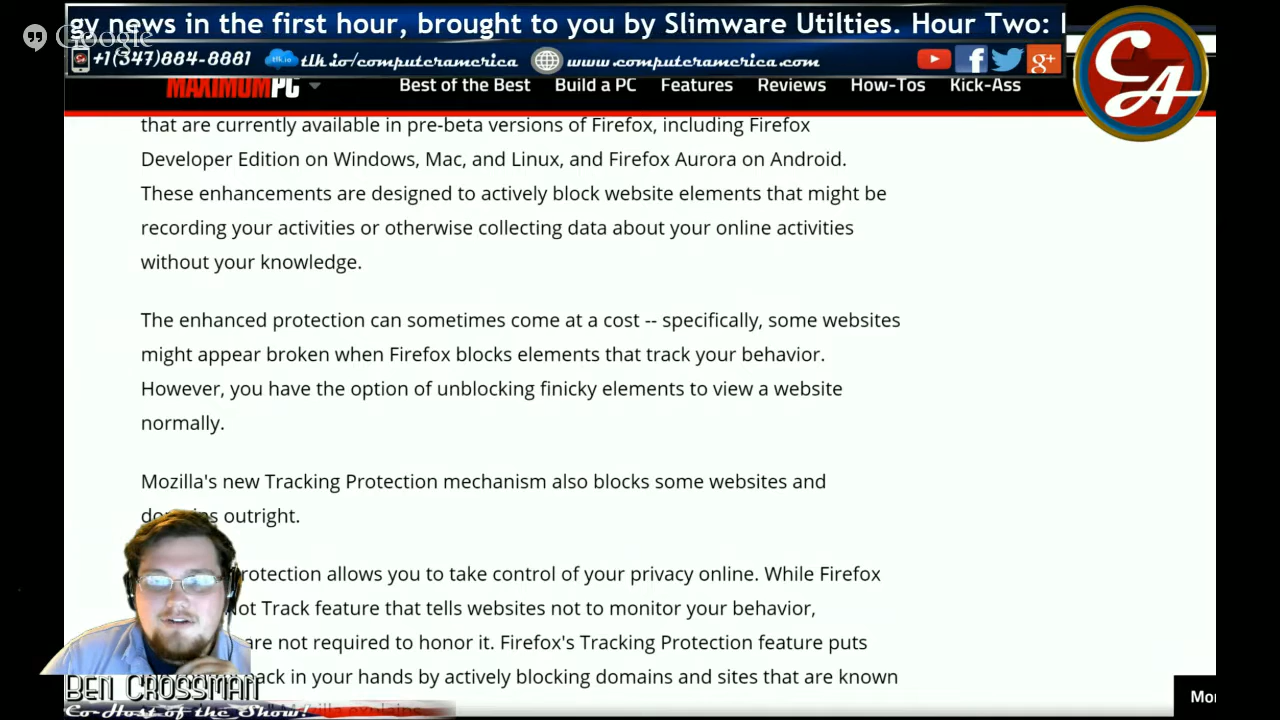 gy news in the first hour, brought to you by Slimware Utilties. Hour Two:
Google
+1(347)884-8881 tlk.io tlk.io/computeramerica www.computeramerica.com
CA
MAXIMUMPC Best of the Best Build a PC Features Reviews How-Tos Kick-Ass
that are currently available in pre-beta versions of Firefox, including Firefox
Developer Edition on Windows, Mac, and Linux, and Firefox Aurora on Android.
These enhancements are designed to actively block website elements that might be
recording your activities or otherwise collecting data about your online activities
without your knowledge.
The enhanced protection can sometimes come at a cost -- specifically, some websites
might appear broken when Firefox blocks elements that track your behavior.
However, you have the option of unblocking finicky elements to view a website
normally.
Mozilla's new Tracking Protection mechanism also blocks some websites and
outright.
rotection allows you to take control of your privacy online. While Firefox
Not Track feature that tells websites not to monitor your behavior,
are not required to honor it. Firefox's Tracking Protection feature puts
back in your hands by actively blocking domains and sites that are known
BEN CROSSMAN
Co-Host of the Show!
Mor